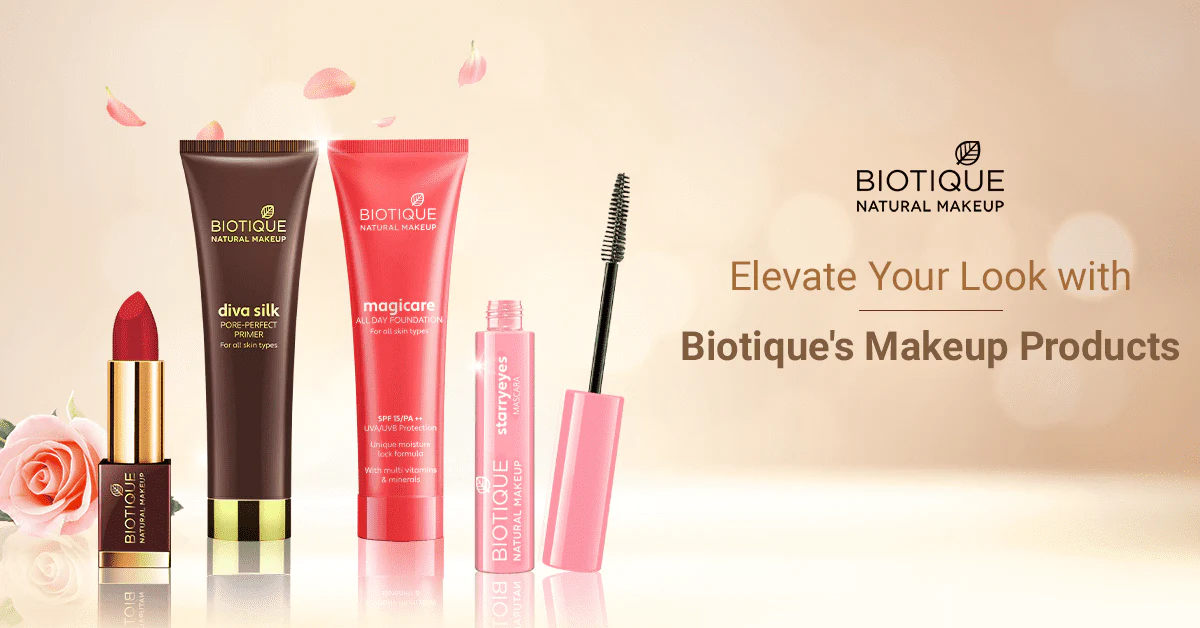 BIOTIQUE
NATURAL MAKEUP
diva silk
PORE-PERFECT
PRIMER
For all skin types
BIOTIQUE
NATURAL MAKEUP
magicare
ALL DAY FOUNDATION
For all skin types
SPF 15/PA ++
UVA/UVB Protection
Unique moisture
lock formula
With multi vitamins
& minerals
BIOTIQUE
NATURAL MAKEUP
starryeyes
MASCARA
BIOTIQUE
NATURAL MAKEUP
BIOTIQUE
NATURAL MAKEUP
Elevate Your Look with
Biotique's Makeup Products